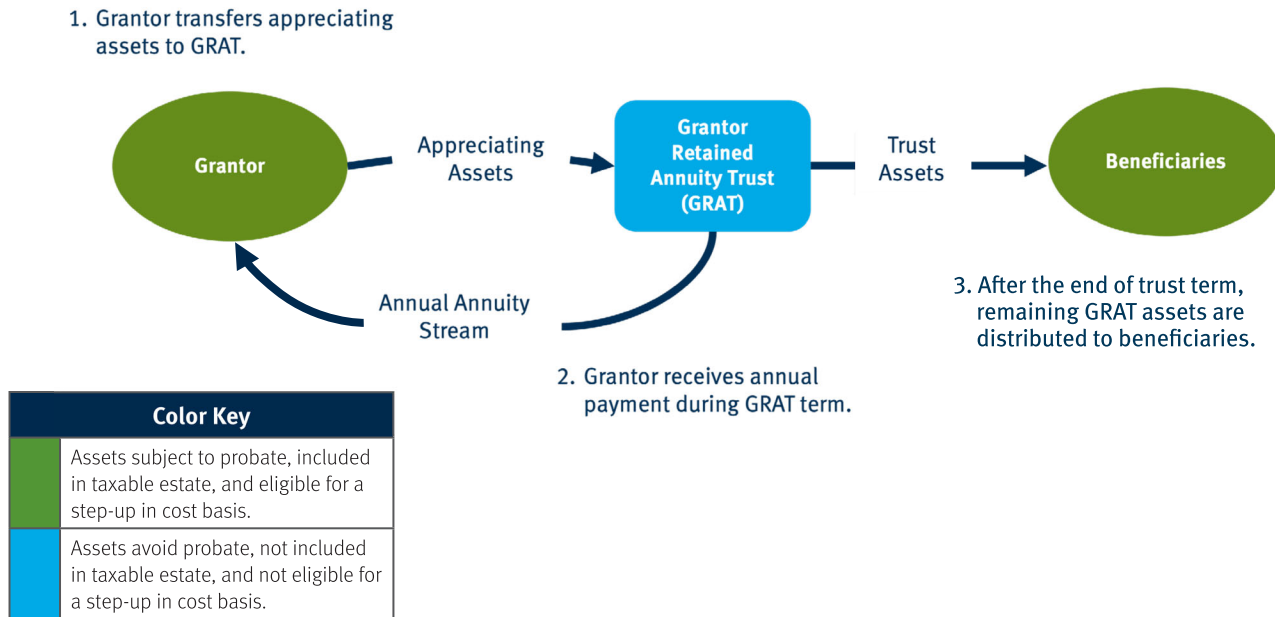 1. Grantor transfers appreciating
assets to GRAT.
Grantor
Appreciating
Assets
Grantor
Retained
Annuity Trust
(GRAT)
Trust
Assets
Beneficiaries
Annual Annuity
Stream
2. Grantor receives annual
payment during GRAT term.
3. After the end of trust term,
remaining GRAT assets are
distributed to beneficiaries.
Color Key
Assets subject to probate, included
in taxable estate, and eligible for a
step-up in cost basis.
Assets avoid probate, not included
in taxable estate, and not eligible for
a step-up in cost basis.